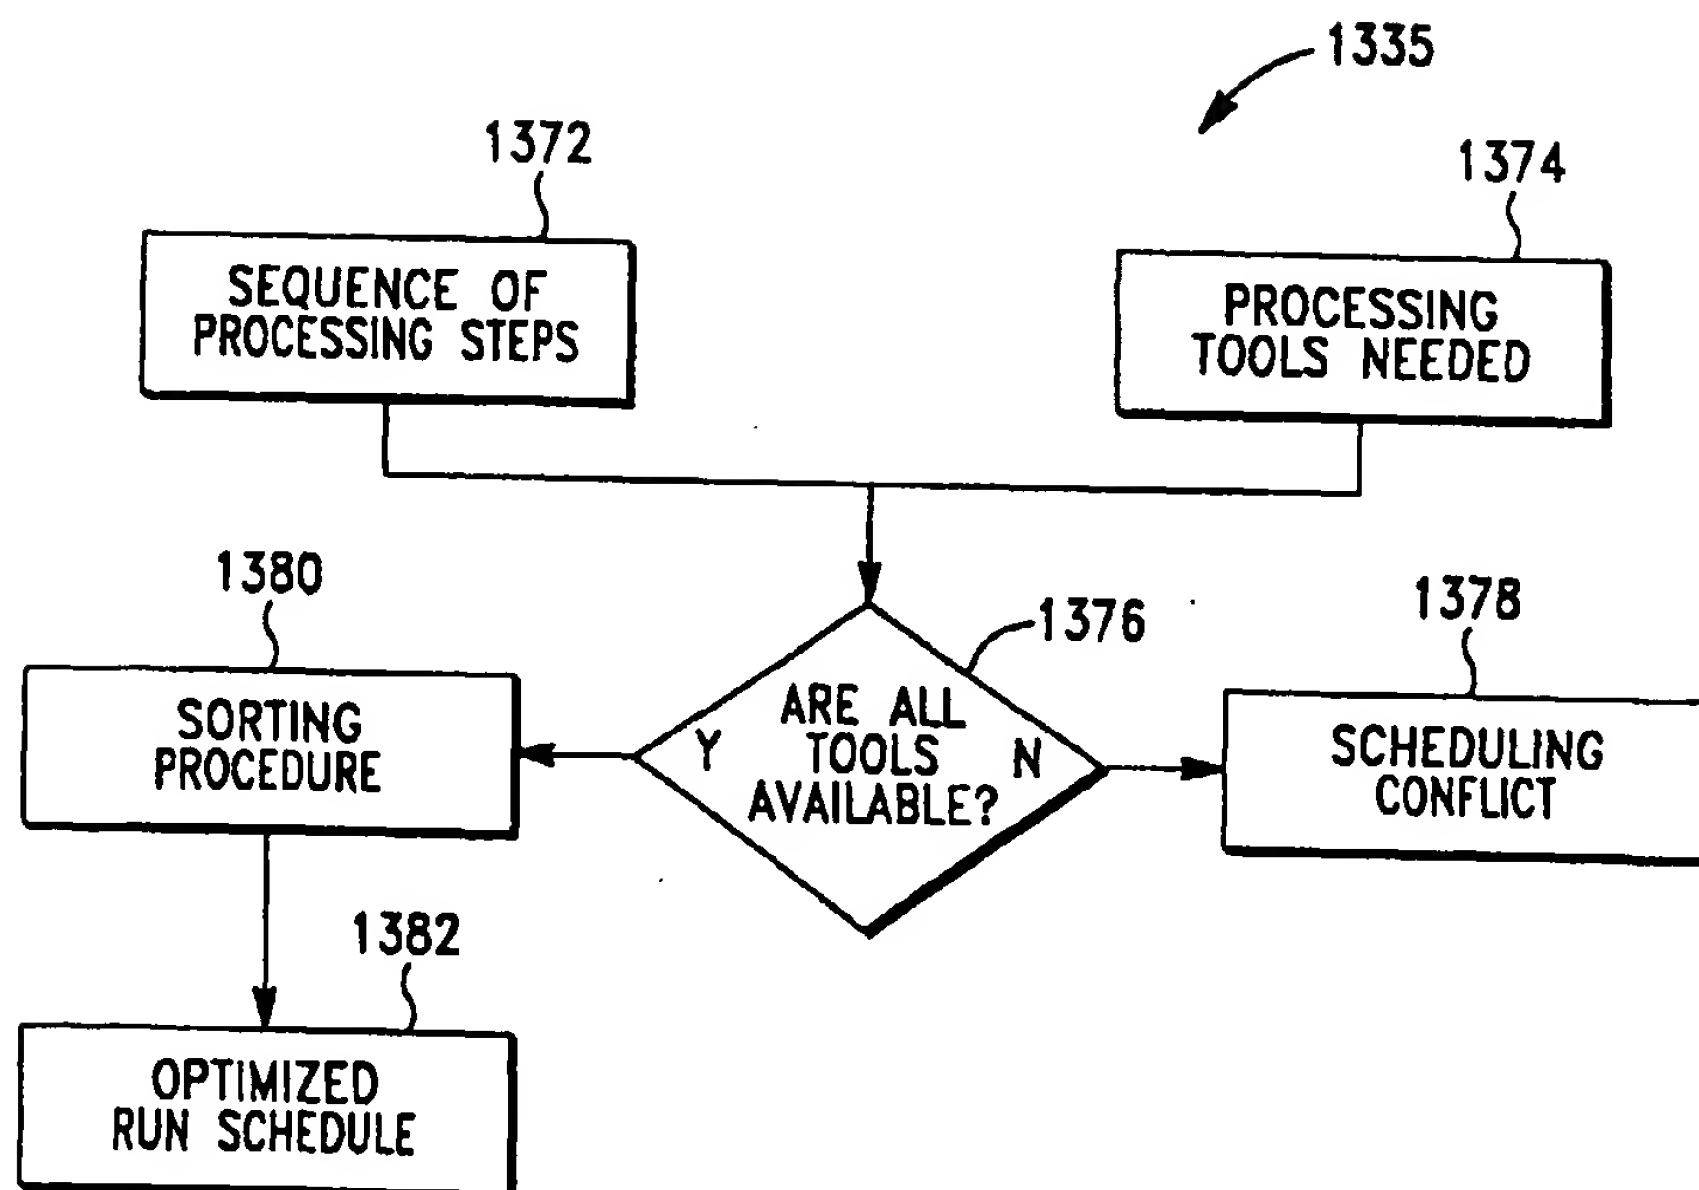 1335
1372
1374
SEQUENCE OF
PROCESSING STEPS
PROCESSING
TOOLS NEEDED
1380
1376
1378
SORTING
PROCEDURE
Y
ARE ALL
TOOLS
AVAILABLE?
N
SCHEDULING
CONFLICT
1382
OPTIMIZED
RUN SCHEDULE